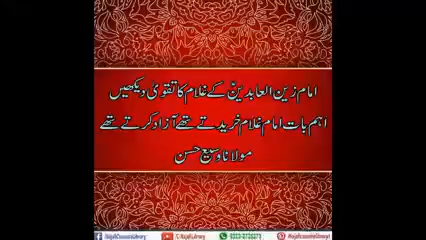 امام زین العابدینؑ کے غلام کا تقویٰ دیکھیں
اہم بات امام غلام خریدتے تھے آزاد کرتے تھے
مولانا وسیع حسن